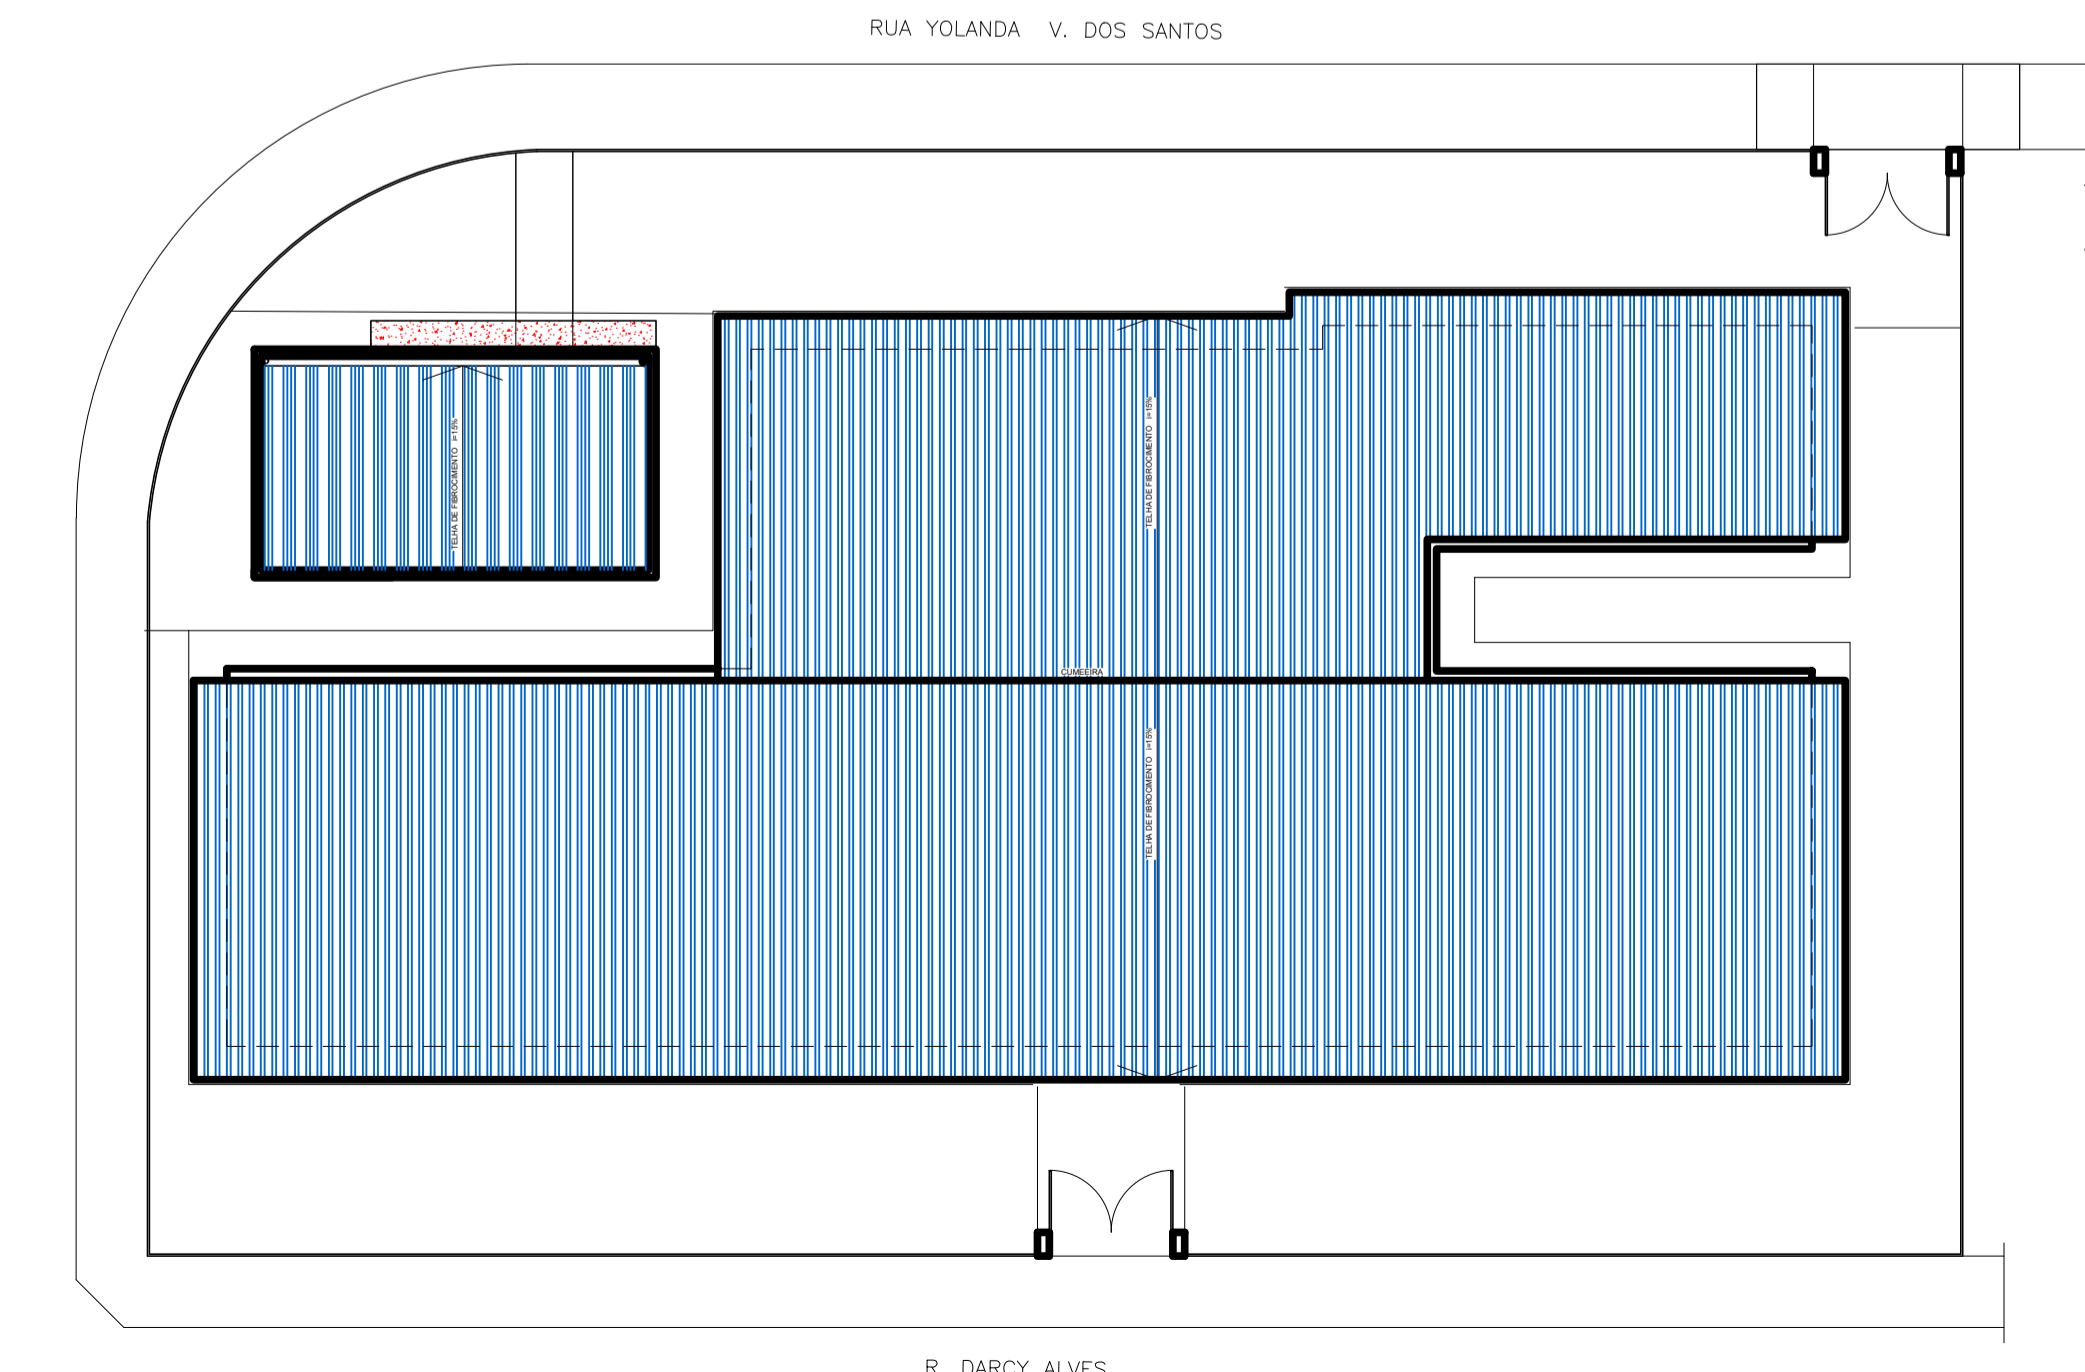 RUA YOLANDA V. DOS SANTOS
TELHA DE FIBROCIMENTO i=15%
TELHA DE FIBROCIMENTO i=15%
CUMEEIRA
TELHA DE FIBROCIMENTO i=15%
R. DARCY ALVES